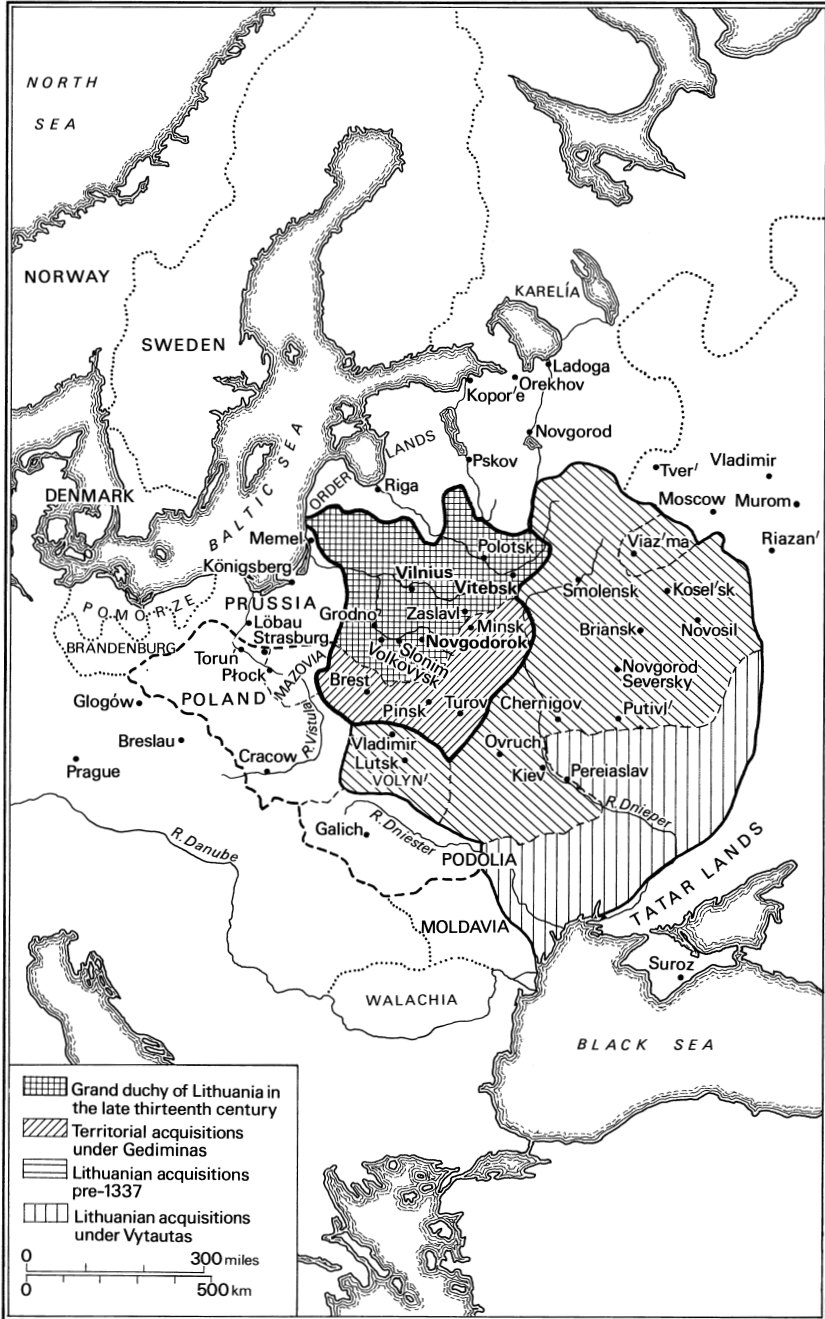 NORTH
SEA
NORWAY
SWEDEN
KARELÍA
Ladoga
Orekhov
Kopor'e
Novgorod
ORDER LANDS
Pskov
Tver'
Vladimir
Riga
BALTIC SEA
DENMARK
Moscow
Murom
Memel
Polotsk
Viaz'ma
Riazan'
Königsberg
Vilnius
Vitebsk
Smolensk
Kosel'sk
POMORZE
PRUSSIA
Grodno
Zaslavl
Minsk
Löbau
Strasburg
Novgodorok
Briansk
Novosil
BRANDENBURG
Slonim
Volkovysk
Toruń
Płock
MAZOVIA
Novgorod
Seversky
Brest
POLAND
Glogów
Pinsk
Turov
Chernigov
Putivl'
R. Vistula
Breslau
Vladimir
Ovruch
Prague
Cracow
Lutsk
VOLYN'
Kiev
Pereiaslav
R. Dnieper
Galich
R. Dniester
R. Danube
PODOLIA
TATAR LANDS
MOLDAVIA
Suroz
WALACHIA
BLACK SEA
Grand duchy of Lithuania in
the late thirteenth century
Territorial acquisitions
under Gediminas
Lithuanian acquisitions
pre-1337
Lithuanian acquisitions
under Vytautas
0 300 miles
0 500 km